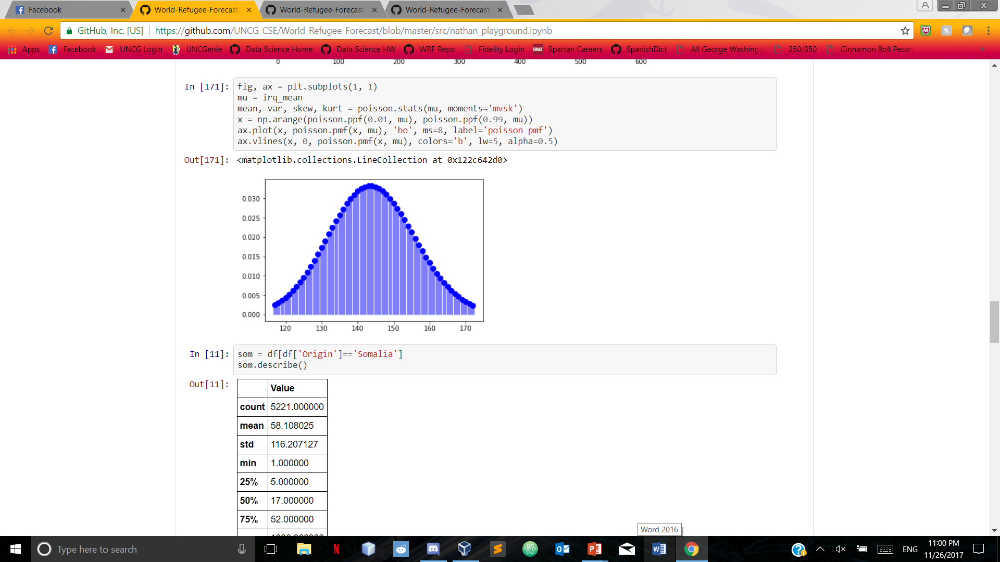 Facebook
World-Refugee-Forecast
World-Refugee-Forecast
World-Refugee-Forecast
GitHub, Inc. [US] https://github.com/UNCG-CSE/World-Refugee-Forecast/blob/master/src/nathan_playground.ipynb
Apps Facebook UNCG Login UNCGenie Data Science Home Data Science HW WRF Repo Fidelity Login Spartan Careers SpanishDict All George Washingt 250/350 Cinnamon Roll Pecan
0 100 200 300 400 500 600
In [171]: fig, ax = plt.subplots(1, 1)
mu = irq_mean
mean, var, skew, kurt = poisson.stats(mu, moments='mvsk')
x = np.arange(poisson.ppf(0.01, mu), poisson.ppf(0.99, mu))
ax.plot(x, poisson.pmf(x, mu), 'bo', ms=8, label='poisson pmf')
ax.vlines(x, 0, poisson.pmf(x, mu), colors='b', lw=5, alpha=0.5)
Out[171]: <matplotlib.collections.LineCollection at 0x122c642d0>
0.030
0.025
0.020
0.015
0.010
0.005
0.000
120 130 140 150 160 170
In [11]: som = df[df['Origin']=='Somalia']
som.describe()
Out[11]:
Value
count 5221.000000
mean 58.108025
std 116.207127
min 1.000000
25% 5.000000
50% 17.000000
75% 52.000000
Word 2016
Type here to search
ENG
11:00 PM
11/26/2017